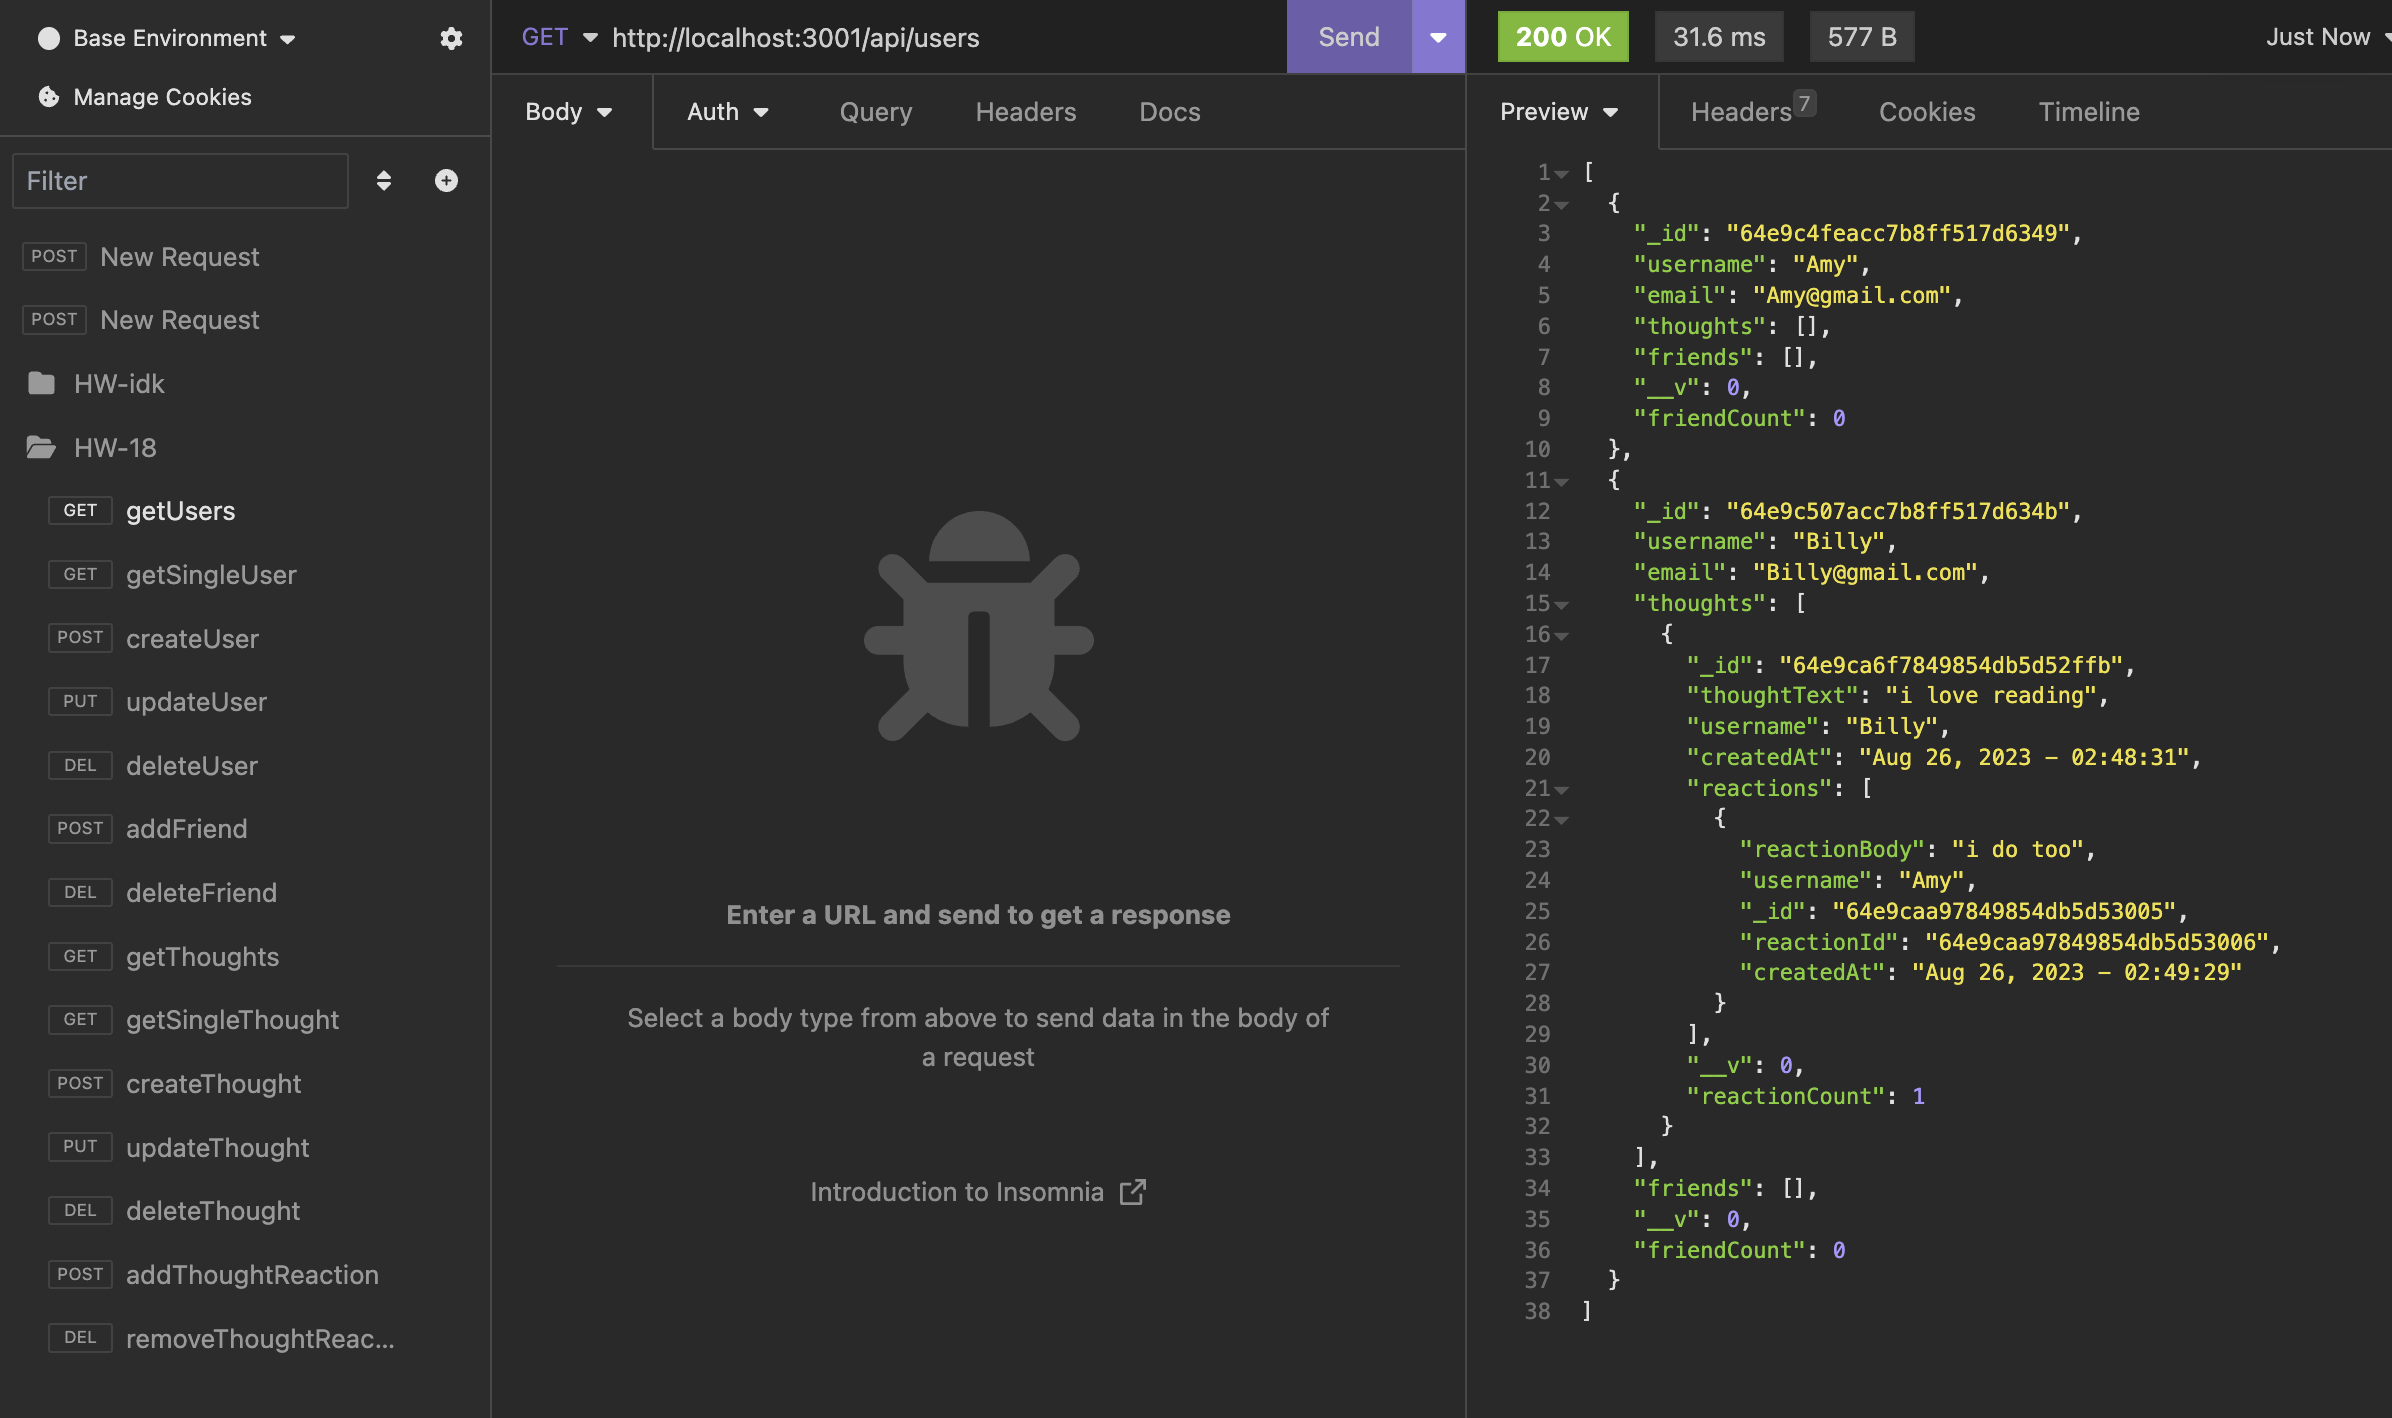 Base Environment
Manage Cookies
Filter
POST New Request
POST New Request
HW-idk
HW-18
GET getUsers
GET getSingleUser
POST createUser
PUT updateUser
DEL deleteUser
POST addFriend
DEL deleteFriend
GET getThoughts
GET getSingleThought
POST createThought
PUT updateThought
DEL deleteThought
POST addThoughtReaction
DEL removeThoughtReac...
GET http://localhost:3001/api/users Send
Body Auth Query Headers Docs
Enter a URL and send to get a response
Select a body type from above to send data in the body of
a request
Introduction to Insomnia
200 OK 31.6 ms 577 B Just Now
Preview Headers 7 Cookies Timeline
1 [
2 {
3 "_id": "64e9c4feacc7b8ff517d6349",
4 "username": "Amy",
5 "email": "Amy@gmail.com",
6 "thoughts": [],
7 "friends": [],
8 "__v": 0,
9 "friendCount": 0
10 },
11 {
12 "_id": "64e9c507acc7b8ff517d634b",
13 "username": "Billy",
14 "email": "Billy@gmail.com",
15 "thoughts": [
16 {
17 "_id": "64e9ca6f7849854db5d52ffb",
18 "thoughtText": "i love reading",
19 "username": "Billy",
20 "createdAt": "Aug 26, 2023 - 02:48:31",
21 "reactions": [
22 {
23 "reactionBody": "i do too",
24 "username": "Amy",
25 "_id": "64e9caa97849854db5d53005",
26 "reactionId": "64e9caa97849854db5d53006",
27 "createdAt": "Aug 26, 2023 - 02:49:29"
28 }
29 ],
30 "__v": 0,
31 "reactionCount": 1
32 }
33 ],
34 "friends": [],
35 "__v": 0,
36 "friendCount": 0
37 }
38 ]